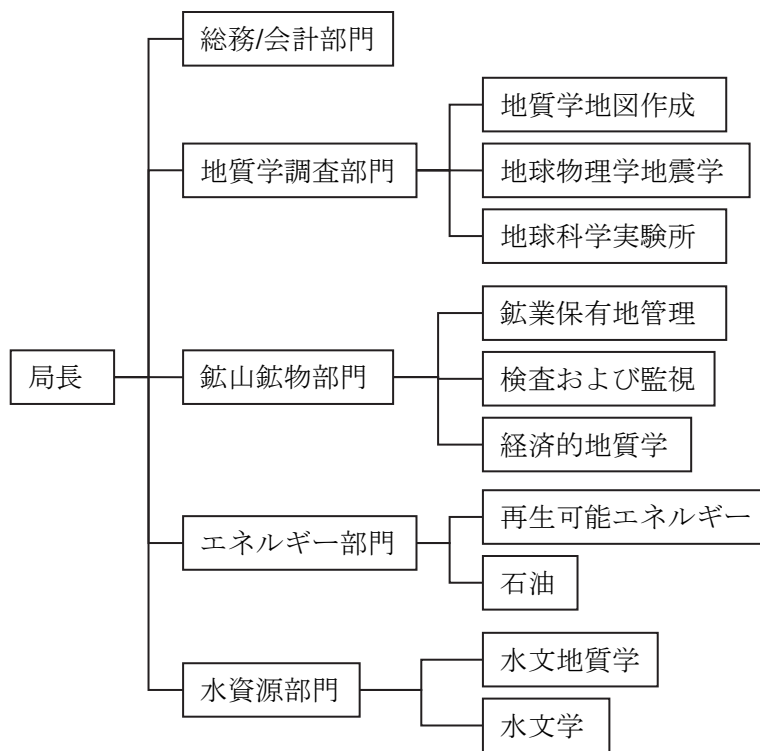 局長
総務/会計部門
地質学調査部門
地質学地図作成
地球物理学地震学
地球科学実験所
鉱山鉱物部門
鉱業保有地管理
検査および監視
経済的地質学
エネルギー部門
再生可能エネルギー
石油
水資源部門
水文地質学
水文学